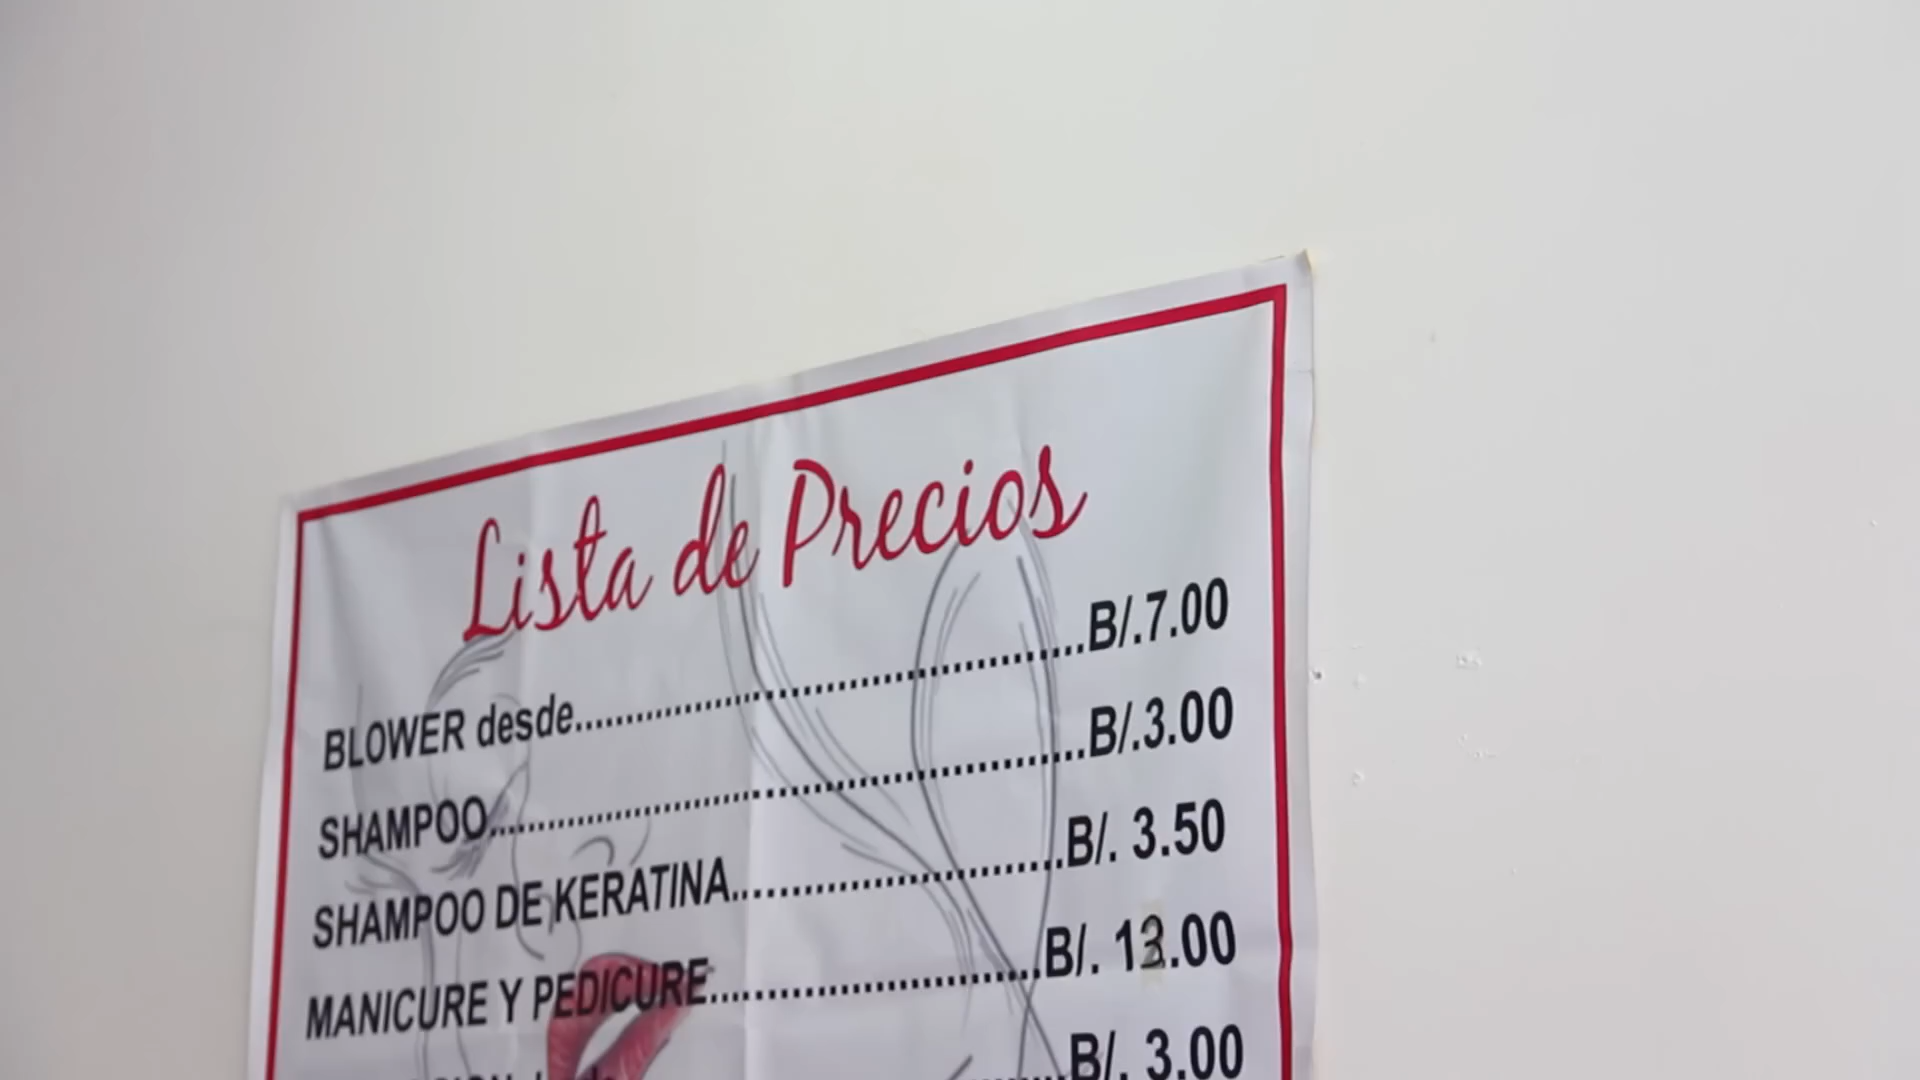 Lista de Precios
BLOWER desde..............................................B/.7.00
SHAMPOO.......................................................B/.3.00
SHAMPOO DE KERATINA..............................B/. 3.50
MANICURE Y PEDICURE..............................B/. 13.00
B/. 3.00